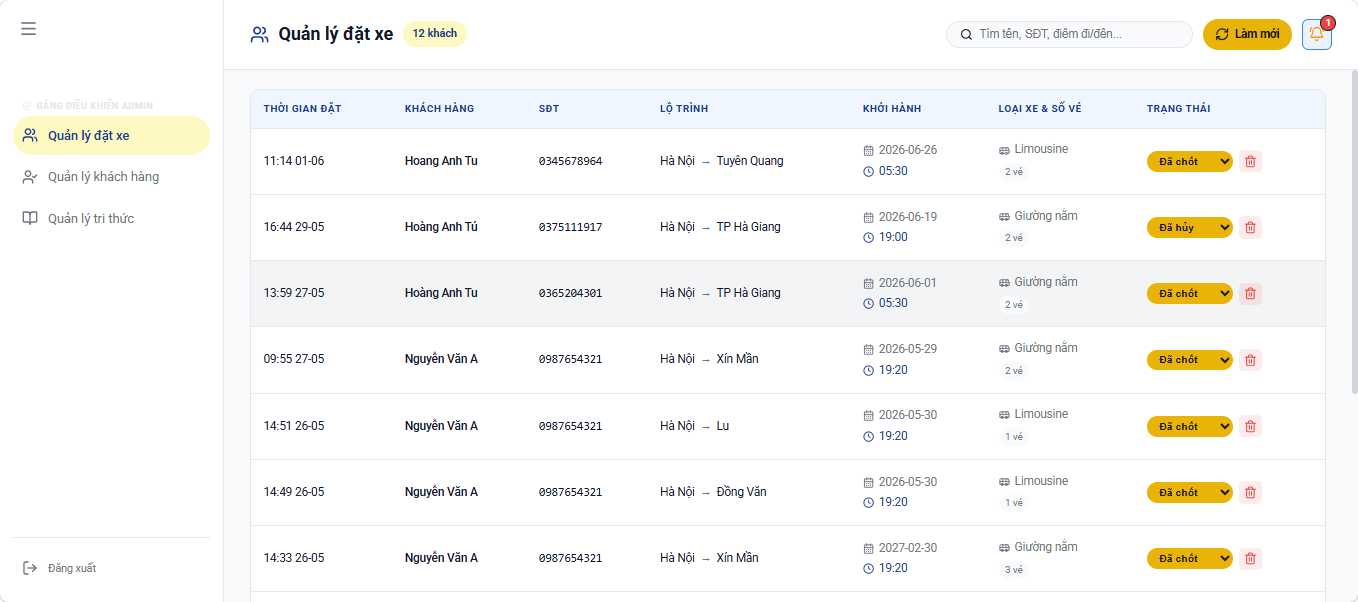 Quản lý đặt xe 12 khách
Tìm tên, SĐT, điểm đi/đến...
Làm mới
1
BẢNG ĐIỀU KHIỂN ADMIN
Quản lý đặt xe
Quản lý khách hàng
Quản lý tri thức
Đăng xuất
THỜI GIAN ĐẶT KHÁCH HÀNG SĐT LỘ TRÌNH KHỞI HÀNH LOẠI XE & SỐ VÉ TRẠNG THÁI
11:14 01-06 Hoang Anh Tu 0345678964 Hà Nội → Tuyên Quang 2026-06-26 Limousine Đã chốt
05:30 2 vé
16:44 29-05 Hoàng Anh Tú 0375111917 Hà Nội → TP Hà Giang 2026-06-19 Giường nằm Đã hủy
19:00 2 vé
13:59 27-05 Hoàng Anh Tu 0365204301 Hà Nội → TP Hà Giang 2026-06-01 Giường nằm Đã chốt
05:30 2 vé
09:55 27-05 Nguyễn Văn A 0987654321 Hà Nội → Xín Mần 2026-05-29 Giường nằm Đã chốt
19:20 2 vé
14:51 26-05 Nguyễn Văn A 0987654321 Hà Nội → Lu 2026-05-30 Limousine Đã chốt
19:20 1 vé
14:49 26-05 Nguyễn Văn A 0987654321 Hà Nội → Đồng Văn 2026-05-30 Limousine Đã chốt
19:20 1 vé
14:33 26-05 Nguyễn Văn A 0987654321 Hà Nội → Xín Mần 2027-02-30 Giường nằm Đã chốt
19:20 3 vé